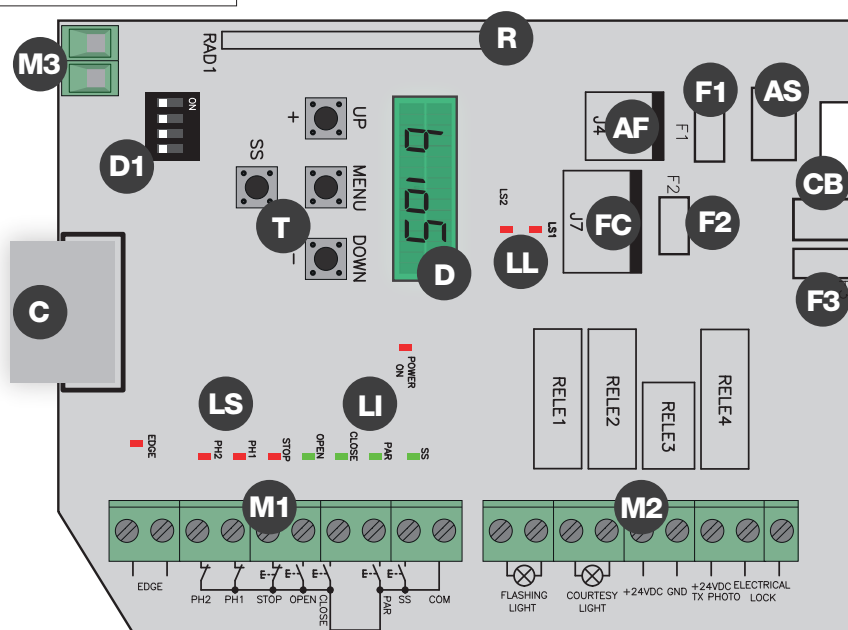 M3
RAD1
R
ON
D1
+
UP
SS
MENU
T
-
DOWN
D
LS2
LS1
LL
J4
AF
F1
F1
AS
CB
J7
FC
F2
F2
F3
C
POWER
ON
LS
LI
EDGE
PH2
PH1
STOP
OPEN
CLOSE
PAR
SS
RELE1
RELE2
RELE3
RELE4
M1
M2
EDGE
PH2
PH1
STOP
OPEN
CLOSE
PAR
SS
COM
FLASHING
LIGHT
COURTESY
LIGHT
+24VDC
GND
+24VDC
TX PHOTO
ELECTRICAL
LOCK